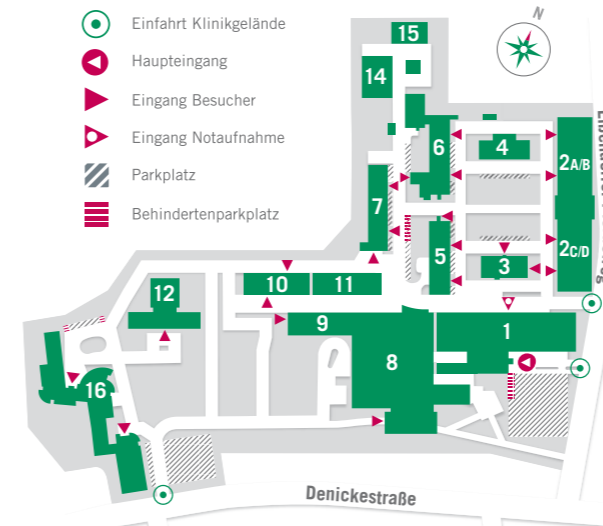 Einfahrt Klinikgelände
Haupteingang
Eingang Besucher
Eingang Notaufnahme
Parkplatz
Behindertenparkplatz
N
15
14
6
4
2A/B
7
5
3
2C/D
10
11
12
9
1
8
16
Denickestraße